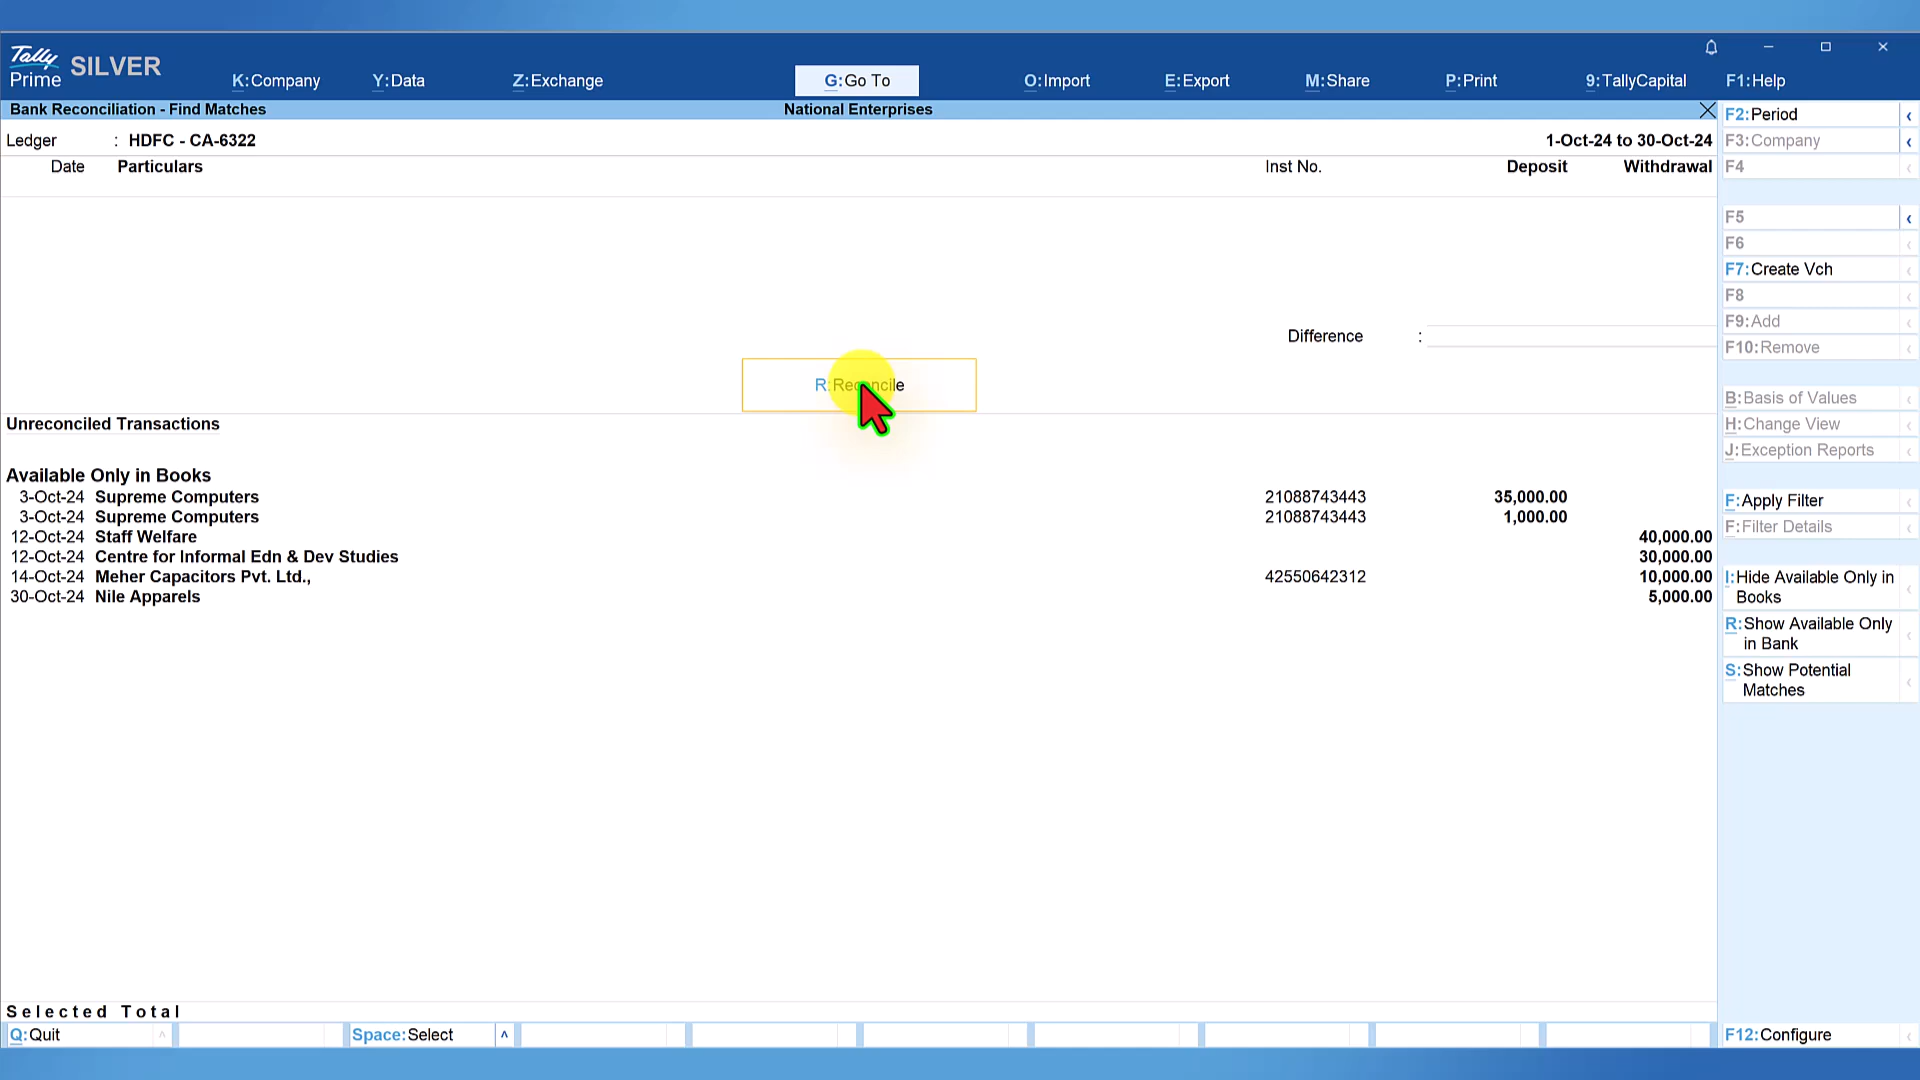 Tally
Prime SILVER
K:Company Y:Data Z:Exchange G:Go To O:Import E:Export M:Share P:Print 9:TallyCapital F1:Help
Bank Reconciliation - Find Matches National Enterprises
Ledger : HDFC - CA-6322 1-Oct-24 to 30-Oct-24
Date Particulars Inst No. Deposit Withdrawal
Difference :
R:Reconcile
Unreconciled Transactions
Available Only in Books
3-Oct-24 Supreme Computers 21088743443 35,000.00
3-Oct-24 Supreme Computers 21088743443 1,000.00
12-Oct-24 Staff Welfare 40,000.00
12-Oct-24 Centre for Informal Edn & Dev Studies 30,000.00
14-Oct-24 Meher Capacitors Pvt. Ltd., 42550642312 10,000.00
30-Oct-24 Nile Apparels 5,000.00
Selected Total
Q:Quit Space:Select
F2:Period
F3:Company
F4
F5
F6
F7:Create Vch
F8
F9:Add
F10:Remove
B:Basis of Values
H:Change View
J:Exception Reports
F:Apply Filter
F:Filter Details
I:Hide Available Only in
Books
R:Show Available Only
in Bank
S:Show Potential
Matches
F12:Configure